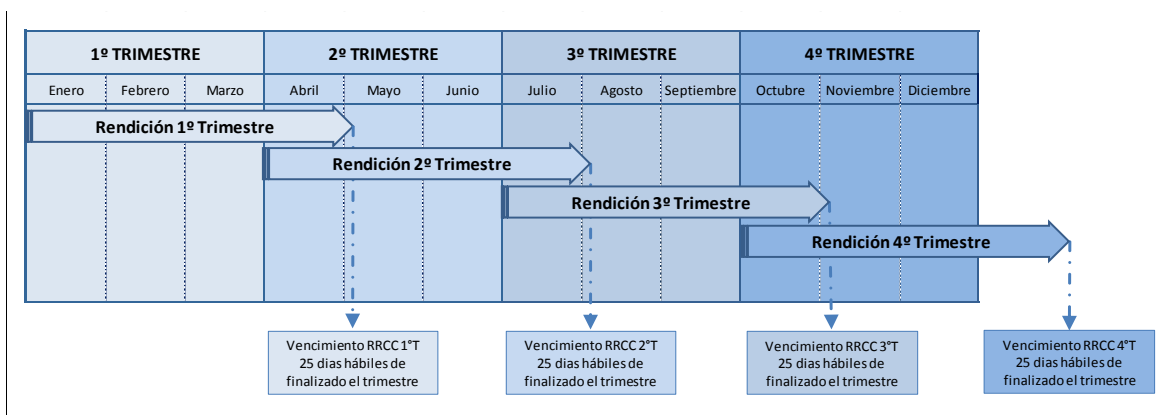 1º TRIMESTRE 2º TRIMESTRE 3º TRIMESTRE 4º TRIMESTRE
Enero Febrero Marzo Abril Mayo Junio Julio Agosto Septiembre Octubre Noviembre Diciembre
Rendición 1º Trimestre
Rendición 2º Trimestre
Rendición 3º Trimestre
Rendición 4º Trimestre
Vencimiento RRCC 1°T
25 dias hábiles de
finalizado el trimestre
Vencimiento RRCC 2°T
25 dias hábiles de
finalizado el trimestre
Vencimiento RRCC 3°T
25 dias hábiles de
finalizado el trimestre
Vencimiento RRCC 4°T
25 dias hábiles de
finalizado el trimestre